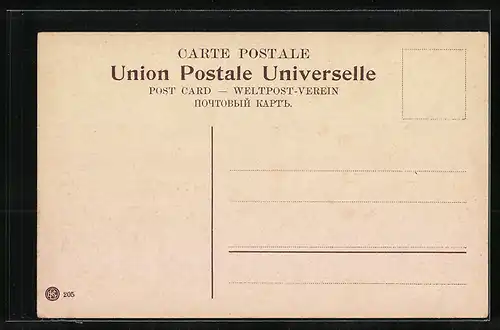 CARTE POSTALE
Union Postale Universelle
POST CARD — WELTPOST-VEREIN
ПОЧТОВЫЙ КАРТЪ.
205